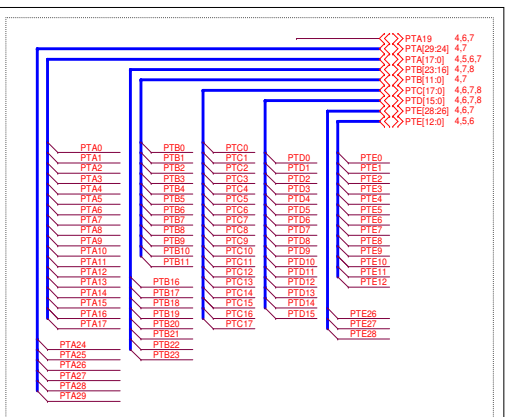 PTA19 4,6,7
PTA[29:24] 4,7
PTA[17:0] 4,5,6,7
PTB[23:16] 4,7,8
PTB[11:0] 4,7
PTC[17:0] 4,6,7,8
PTD[15:0] 4,6,7,8
PTE[28:26] 4,6,7
PTE[12:0] 4,5,6
PTA0
PTA1
PTA2
PTA3
PTA4
PTA5
PTA6
PTA7
PTA8
PTA9
PTA10
PTA11
PTA12
PTA13
PTA14
PTA15
PTA16
PTA17
PTA24
PTA25
PTA26
PTA27
PTA28
PTA29
PTB0
PTB1
PTB2
PTB3
PTB4
PTB5
PTB6
PTB7
PTB8
PTB9
PTB10
PTB11
PTB16
PTB17
PTB18
PTB19
PTB20
PTB21
PTB22
PTB23
PTC0
PTC1
PTC2
PTC3
PTC4
PTC5
PTC6
PTC7
PTC8
PTC9
PTC10
PTC11
PTC12
PTC13
PTC14
PTC15
PTC16
PTC17
PTD0
PTD1
PTD2
PTD3
PTD4
PTD5
PTD6
PTD7
PTD8
PTD9
PTD10
PTD11
PTD12
PTD13
PTD14
PTD15
PTE0
PTE1
PTE2
PTE3
PTE4
PTE5
PTE6
PTE7
PTE8
PTE9
PTE10
PTE11
PTE12
PTE26
PTE27
PTE28